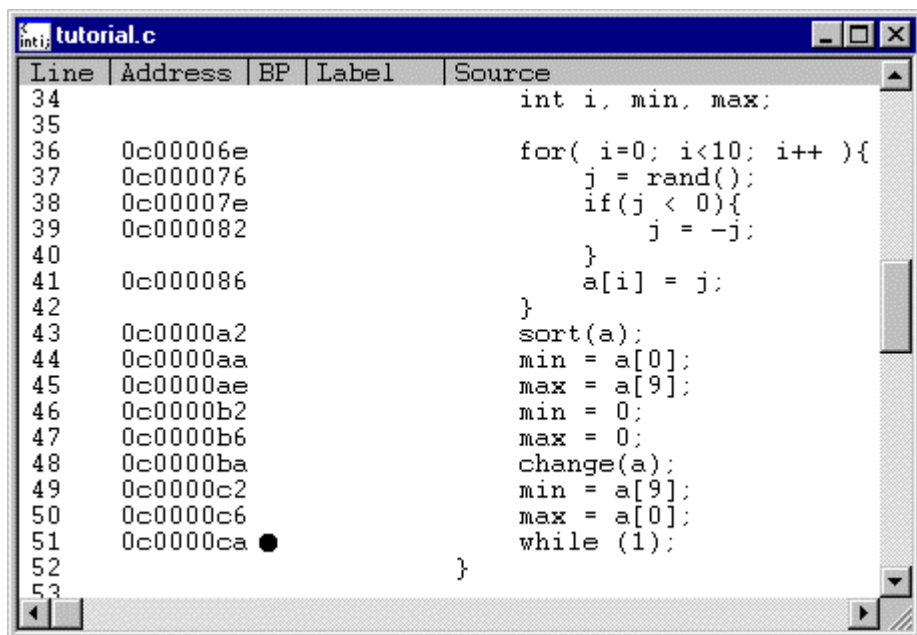 tutorial.c
Line Address BP Label Source
34 int i, min, max;
35
36 0c00006e for( i=0; i<10; i++ ){
37 0c000076 j = rand();
38 0c00007e if(j < 0){
39 0c000082 j = -j;
40 }
41 0c000086 a[i] = j;
42 }
43 0c0000a2 sort(a);
44 0c0000aa min = a[0];
45 0c0000ae max = a[9];
46 0c0000b2 min = 0;
47 0c0000b6 max = 0;
48 0c0000ba change(a);
49 0c0000c2 min = a[9];
50 0c0000c6 max = a[0];
51 0c0000ca ● while (1);
52 }
53